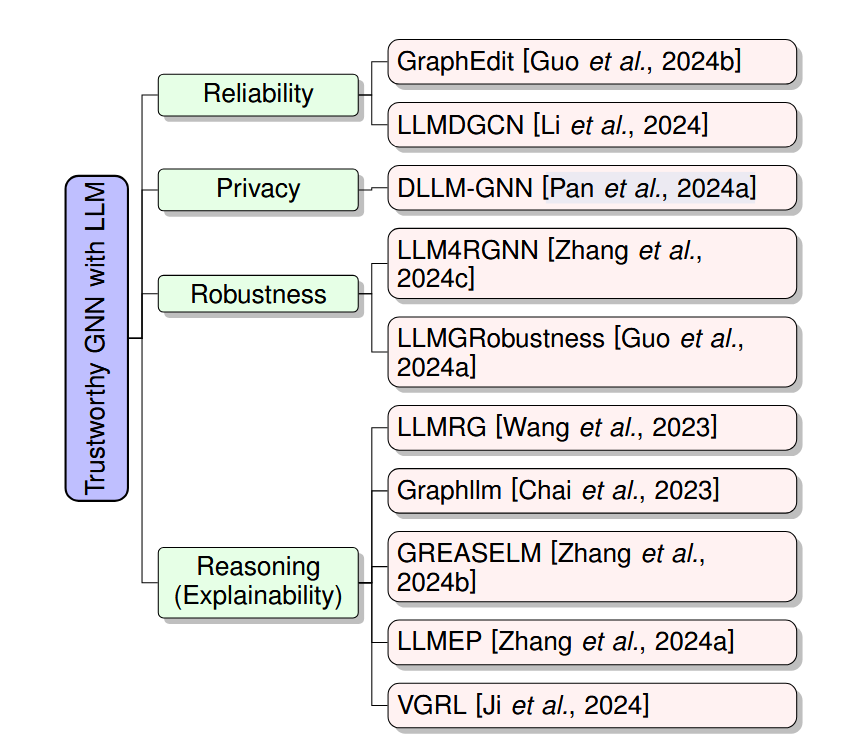 Trustworthy GNN with LLM
Reliability
GraphEdit [Guo et al., 2024b]
LLMDGCN [Li et al., 2024]
Privacy
DLLM-GNN [Pan et al., 2024a]
Robustness
LLM4RGNN [Zhang et al.,
2024c]
LLMGRobustness [Guo et al.,
2024a]
Reasoning
(Explainability)
LLMRG [Wang et al., 2023]
Graphllm [Chai et al., 2023]
GREASELM [Zhang et al.,
2024b]
LLMEP [Zhang et al., 2024a]
VGRL [Ji et al., 2024]